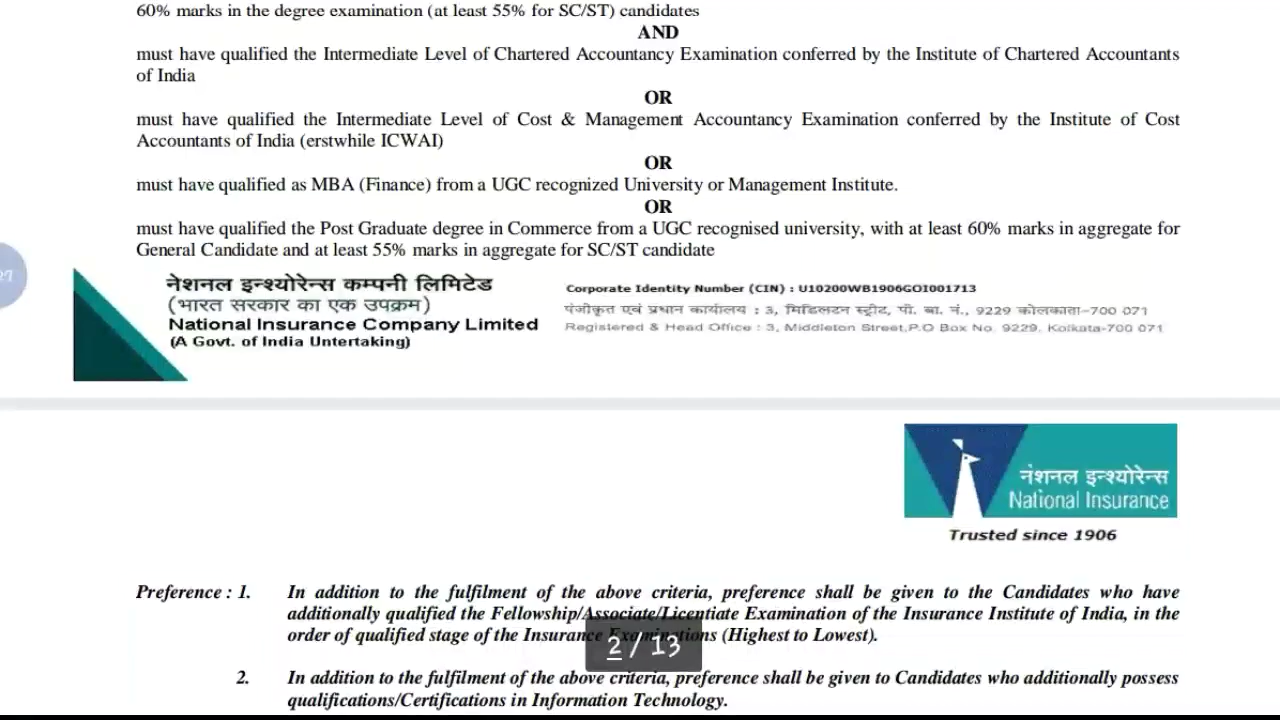 60% marks in the degree examination (at least 55% for SC/ST) candidates
AND
must have qualified the Intermediate Level of Chartered Accountancy Examination conferred by the Institute of Chartered Accountants
of India
OR
must have qualified the Intermediate Level of Cost & Management Accountancy Examination conferred by the Institute of Cost
Accountants of India (erstwhile ICWAI)
OR
must have qualified as MBA (Finance) from a UGC recognized University or Management Institute.
OR
must have qualified the Post Graduate degree in Commerce from a UGC recognised university, with at least 60% marks in aggregate for
General Candidate and at least 55% marks in aggregate for SC/ST candidate
नेशनल इन्श्योरेन्स कम्पनी लिमिटेड
(भारत सरकार का एक उपक्रम)
National Insurance Company Limited
(A Govt. of India Untertaking)
Corporate Identity Number (CIN) : U10200WB1906GOI001713
पंजीकृत एवं प्रधान कार्यालय : 3, मिडिलटन स्ट्रीट, पो. बा. नं., 9229 कोलकाता-700 071
Registered & Head Office : 3, Middleton Street,P.O Box No. 9229, Kolkata-700 071
नेशनल इन्श्योरेन्स
National Insurance
Trusted since 1906
Preference : 1. In addition to the fulfilment of the above criteria, preference shall be given to the Candidates who have
additionally qualified the Fellowship/Associate/Licentiate Examination of the Insurance Institute of India, in the
order of qualified stage of the Insurance Examinations (Highest to Lowest).
2 / 13
2. In addition to the fulfilment of the above criteria, preference shall be given to Candidates who additionally possess
qualifications/Certifications in Information Technology.